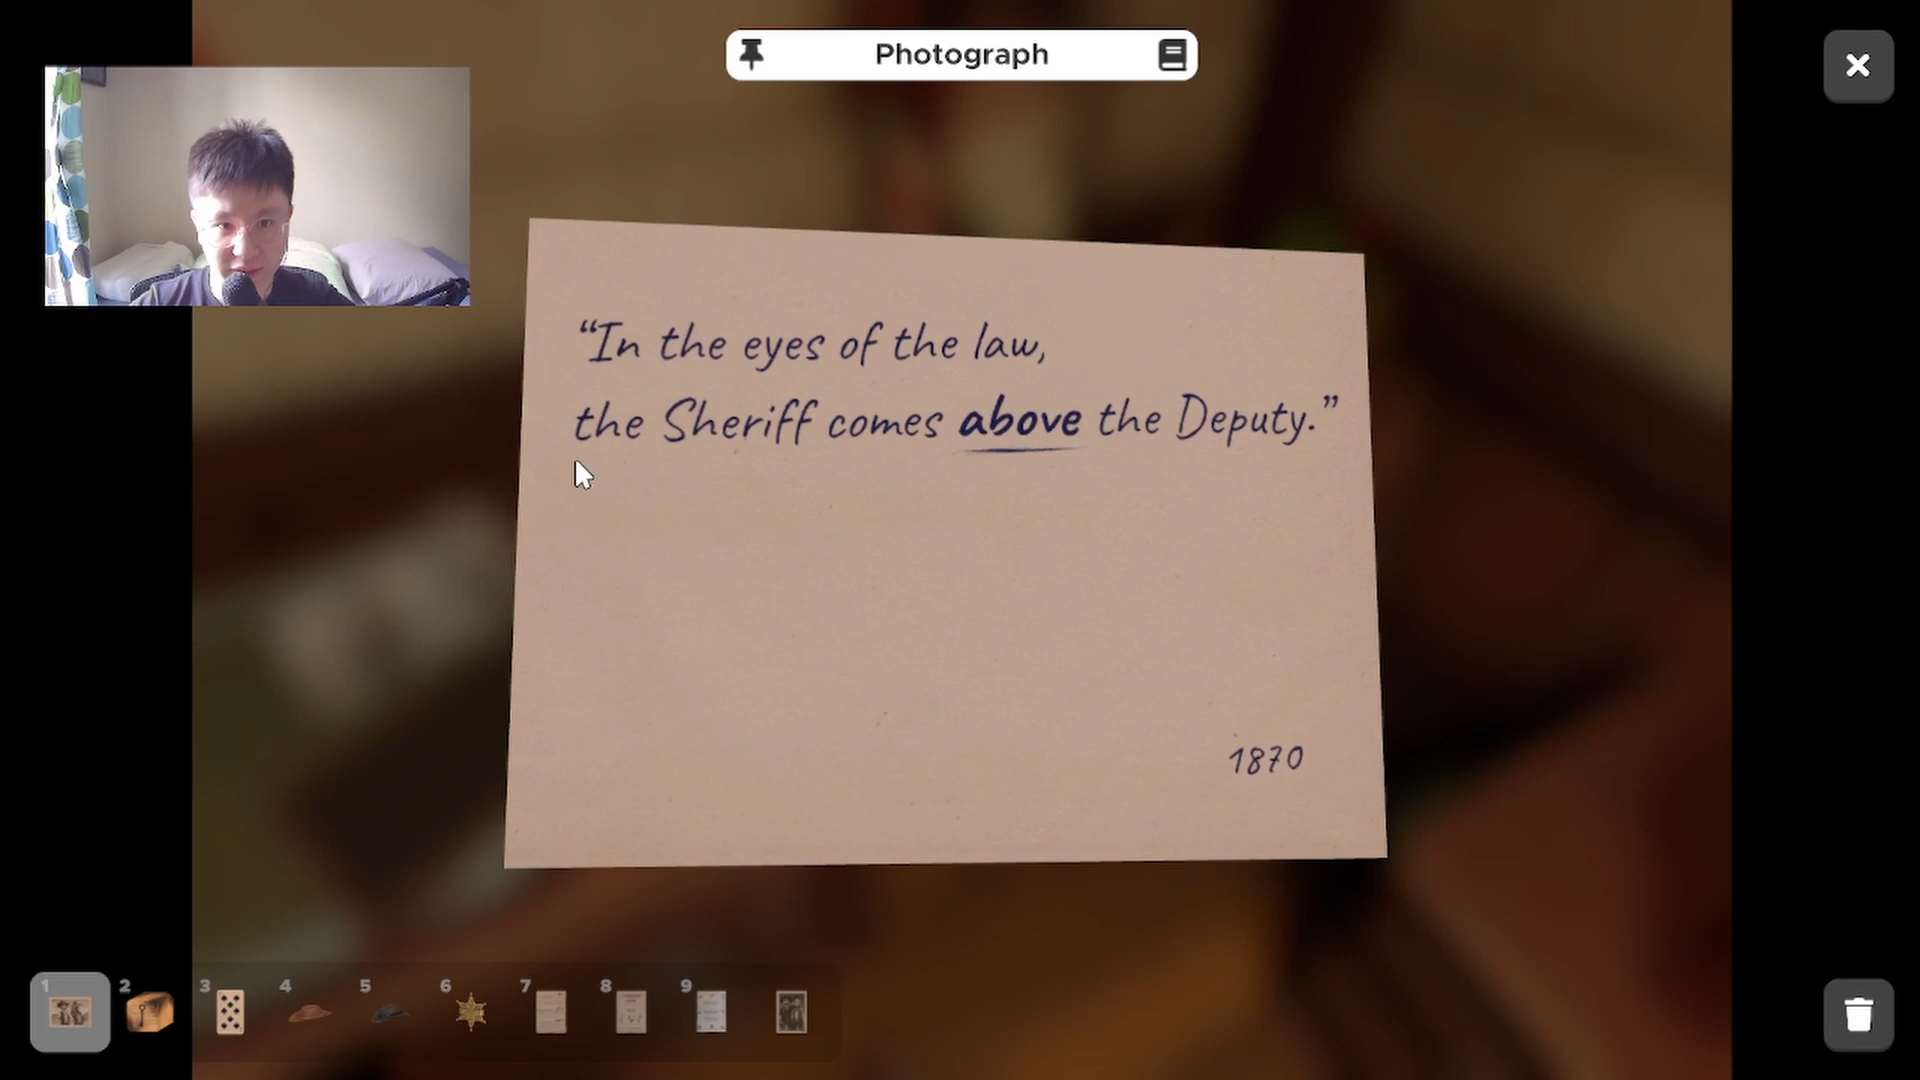 Photograph
“In the eyes of the law,
the Sheriff comes above the Deputy.”
1870
1 2 3 4 5 6 7 8 9